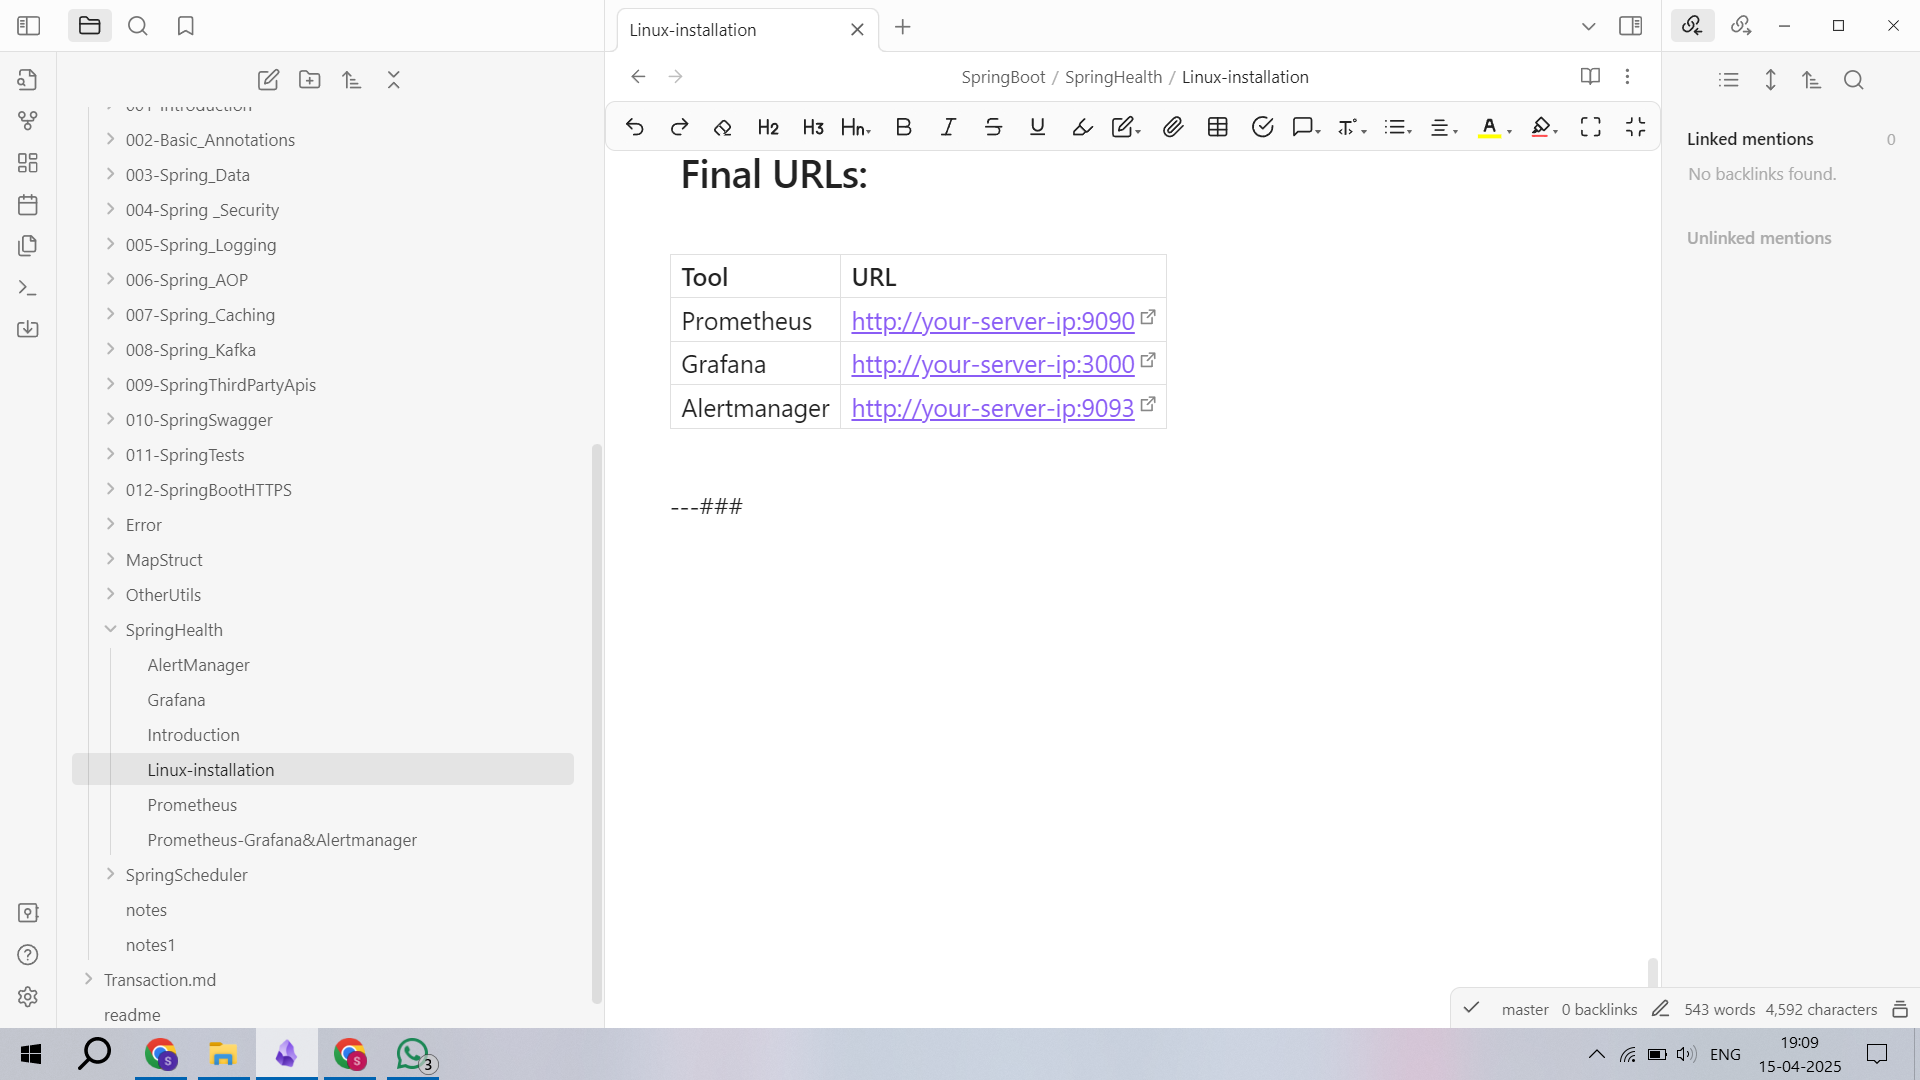 Linux-installation
SpringBoot / SpringHealth / Linux-installation
H2 H3 Hn B I S U A
001-Introduction
002-Basic_Annotations
003-Spring_Data
004-Spring _Security
005-Spring_Logging
006-Spring_AOP
007-Spring_Caching
008-Spring_Kafka
009-SpringThirdPartyApis
010-SpringSwagger
011-SpringTests
012-SpringBootHTTPS
Error
MapStruct
OtherUtils
SpringHealth
AlertManager
Grafana
Introduction
Linux-installation
Prometheus
Prometheus-Grafana&Alertmanager
SpringScheduler
notes
notes1
Transaction.md
readme
Final URLs:
Tool URL
Prometheus http://your-server-ip:9090
Grafana http://your-server-ip:3000
Alertmanager http://your-server-ip:9093
---###
Linked mentions 0
No backlinks found.
Unlinked mentions
master 0 backlinks 543 words 4,592 characters
S S 3
ENG
19:09
15-04-2025